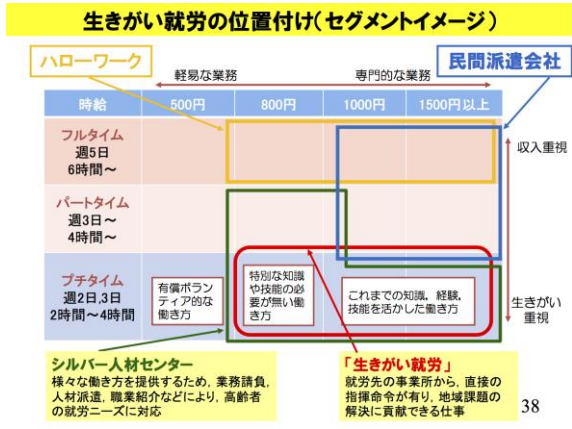 生きがい就労の位置付け（セグメントイメージ）
ハローワーク
軽易な業務
専門的な業務
民間派遣会社
時給
500円
800円
1000円
1500円以上
フルタイム
週5日
6時間～
収入重視
パートタイム
週3日～
4時間～
プチタイム
週2日,3日
2時間～4時間
有償ボラン
ティア的な
働き方
特別な知識
や技能の必
要が無い働
き方
これまでの知識，経験，
技能を活かした働き方
生きがい
重視
シルバー人材センター
様々な働き方を提供するため，業務請負，
人材派遣，職業紹介などにより，高齢者
の就労ニーズに対応
「生きがい就労」
就労先の事業所から，直接の
指揮命令が有り，地域課題の
解決に貢献できる仕事
38